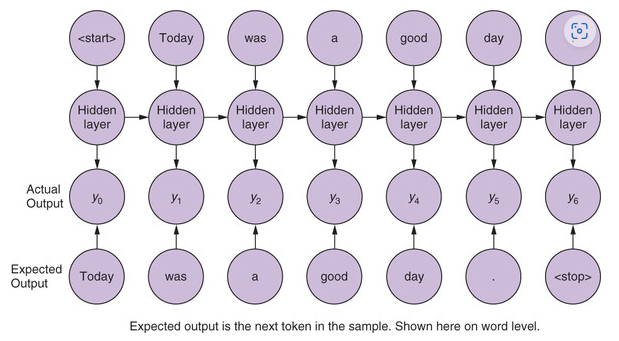 <start> Today was a good day
Hidden layer Hidden layer Hidden layer Hidden layer Hidden layer Hidden layer Hidden layer
Actual Output y0 y1 y2 y3 y4 y5 y6
Expected Output Today was a good day . <stop>
Expected output is the next token in the sample. Shown here on word level.